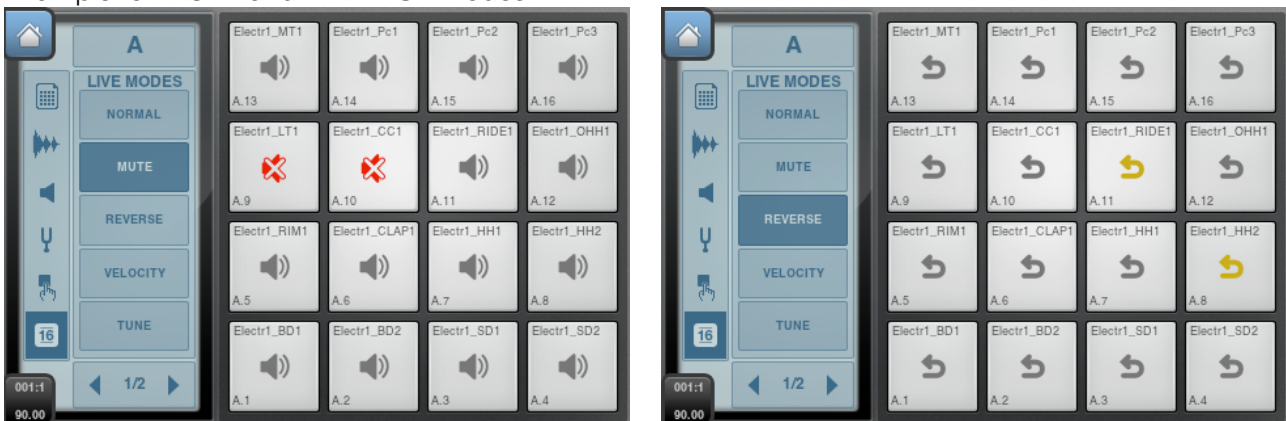 A
LIVE MODES
NORMAL
MUTE
REVERSE
VELOCITY
TUNE
1/2
16
001:1
90.00
Electr1_MT1 Electr1_Pc1 Electr1_Pc2 Electr1_Pc3
A.13 A.14 A.15 A.16
Electr1_LT1 Electr1_CC1 Electr1_RIDE1 Electr1_OHH1
A.9 A.10 A.11 A.12
Electr1_RIM1 Electr1_CLAP1 Electr1_HH1 Electr1_HH2
A.5 A.6 A.7 A.8
Electr1_BD1 Electr1_BD2 Electr1_SD1 Electr1_SD2
A.1 A.2 A.3 A.4
A
LIVE MODES
NORMAL
MUTE
REVERSE
VELOCITY
TUNE
1/2
16
001:1
90.00
Electr1_MT1 Electr1_Pc1 Electr1_Pc2 Electr1_Pc3
A.13 A.14 A.15 A.16
Electr1_LT1 Electr1_CC1 Electr1_RIDE1 Electr1_OHH1
A.9 A.10 A.11 A.12
Electr1_RIM1 Electr1_CLAP1 Electr1_HH1 Electr1_HH2
A.5 A.6 A.7 A.8
Electr1_BD1 Electr1_BD2 Electr1_SD1 Electr1_SD2
A.1 A.2 A.3 A.4